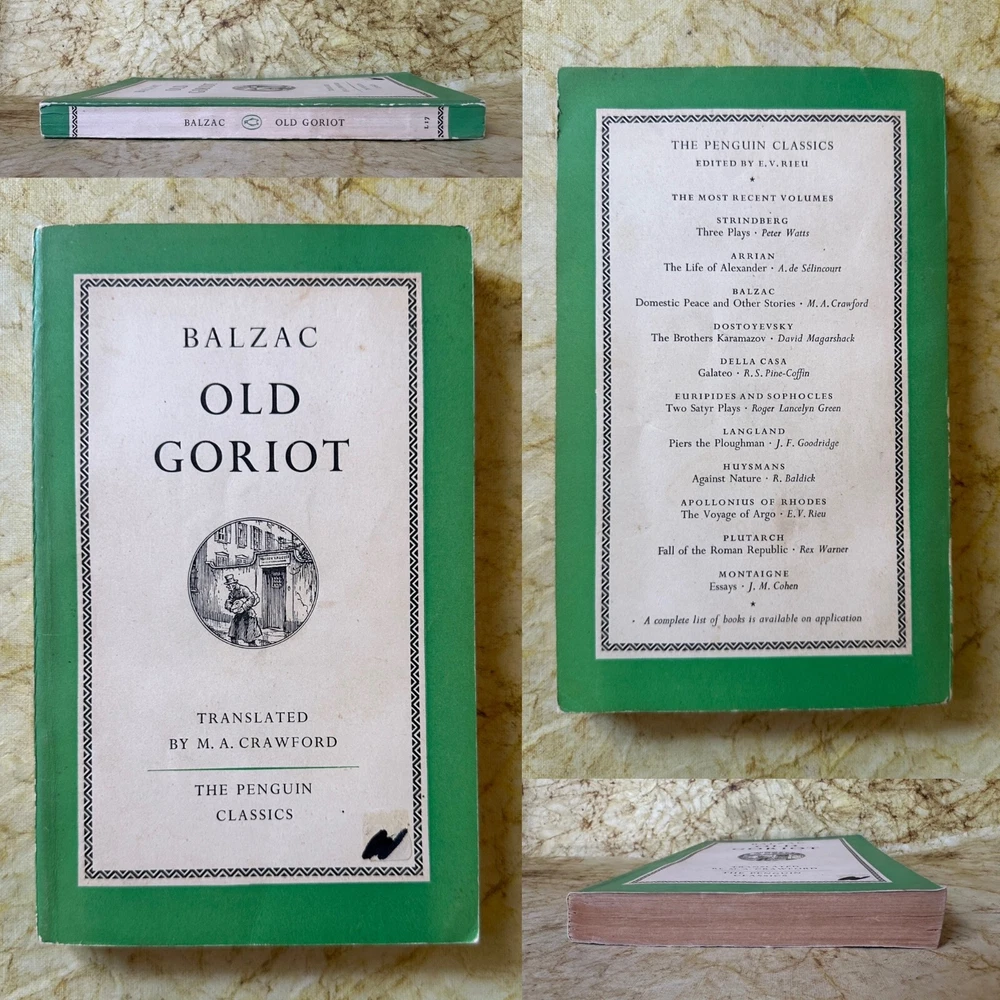 BALZAC OLD GORIOT L17
BALZAC
OLD
GORIOT
TRANSLATED
BY M. A. CRAWFORD
THE PENGUIN
CLASSICS
THE PENGUIN CLASSICS
EDITED BY E. V. RIEU
THE MOST RECENT VOLUMES
STRINDBERG
Three Plays · Peter Watts
ARRIAN
The Life of Alexander · A. de Sélincourt
BALZAC
Domestic Peace and Other Stories · M. A. Crawford
DOSTOYEVSKY
The Brothers Karamazov · David Magarshack
DELLA CASA
Galateo · R. S. Pine-Coffin
EURIPIDES AND SOPHOCLES
Two Satyr Plays · Roger Lancelyn Green
LANGLAND
Piers the Ploughman · J. F. Goodridge
HUYSMANS
Against Nature · R. Baldick
APOLLONIUS OF RHODES
The Voyage of Argo · E. V. Rieu
PLUTARCH
Fall of the Roman Republic · Rex Warner
MONTAIGNE
Essays · J. M. Cohen
A complete list of books is available on application